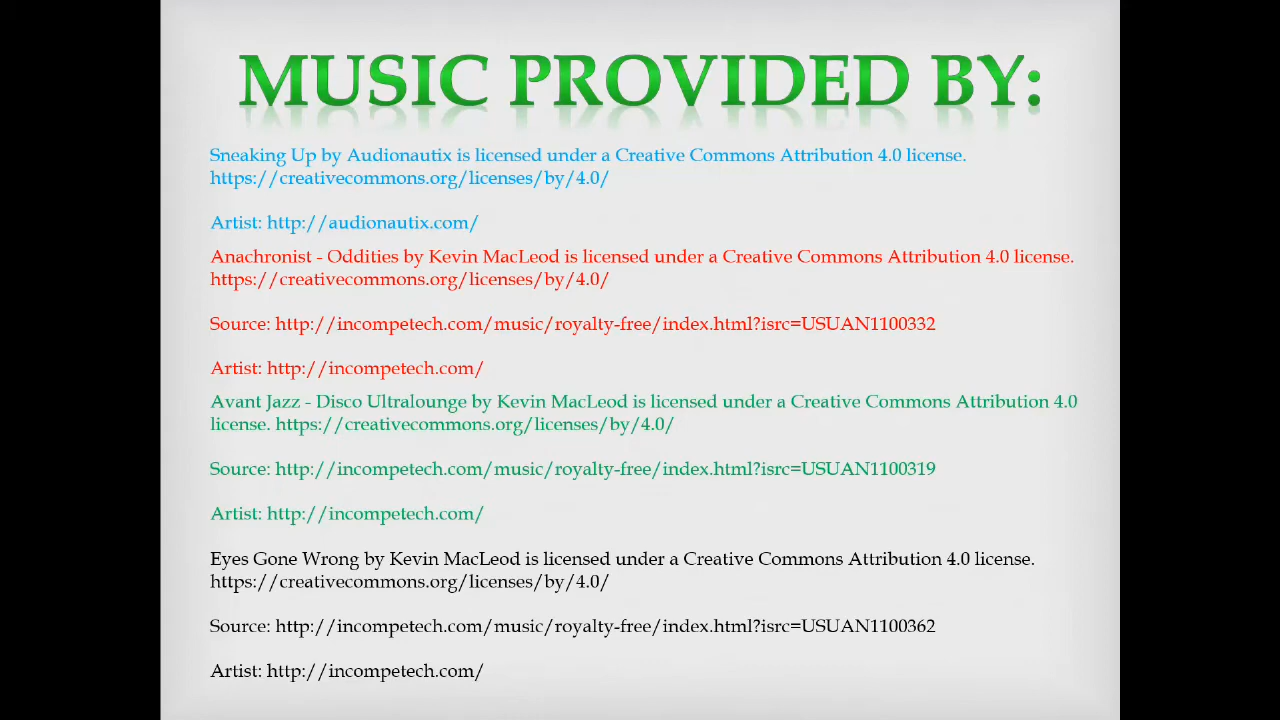 MUSIC PROVIDED BY:
Sneaking Up by Audionautix is licensed under a Creative Commons Attribution 4.0 license.
https://creativecommons.org/licenses/by/4.0/
Artist: http://audionautix.com/
Anachronist - Oddities by Kevin MacLeod is licensed under a Creative Commons Attribution 4.0 license.
https://creativecommons.org/licenses/by/4.0/
Source: http://incompetech.com/music/royalty-free/index.html?isrc=USUAN1100332
Artist: http://incompetech.com/
Avant Jazz - Disco Ultralounge by Kevin MacLeod is licensed under a Creative Commons Attribution 4.0
license. https://creativecommons.org/licenses/by/4.0/
Source: http://incompetech.com/music/royalty-free/index.html?isrc=USUAN1100319
Artist: http://incompetech.com/
Eyes Gone Wrong by Kevin MacLeod is licensed under a Creative Commons Attribution 4.0 license.
https://creativecommons.org/licenses/by/4.0/
Source: http://incompetech.com/music/royalty-free/index.html?isrc=USUAN1100362
Artist: http://incompetech.com/